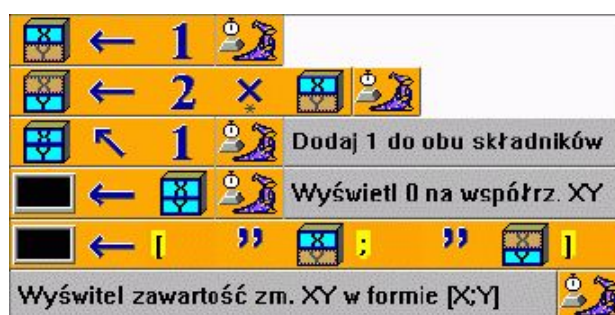 X Y ← 1
X Y ← 2 × X Y
X Y ↖ 1 Dodaj 1 do obu składników
← X Y Wyświetl 0 na współrz. XY
← [ ” X Y ; ” X Y ]
Wyświtel zawartość zm. XY w formie [X;Y]